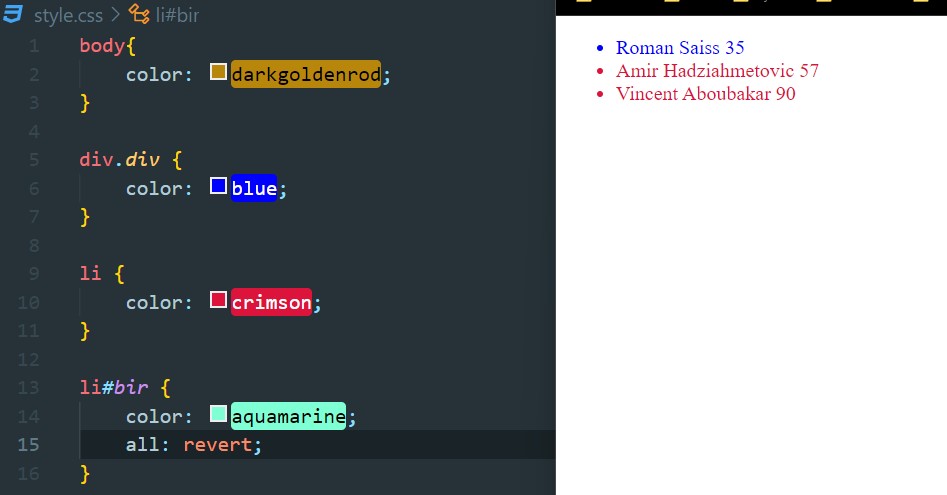 style.css > li#bir
1 body{
2 color: darkgoldenrod;
3 }
4
5 div.div {
6 color: blue;
7 }
8
9 li {
10 color: crimson;
11 }
12
13 li#bir {
14 color: aquamarine;
15 all: revert;
16 }
• Roman Saiss 35
• Amir Hadziahmetovic 57
• Vincent Aboubakar 90